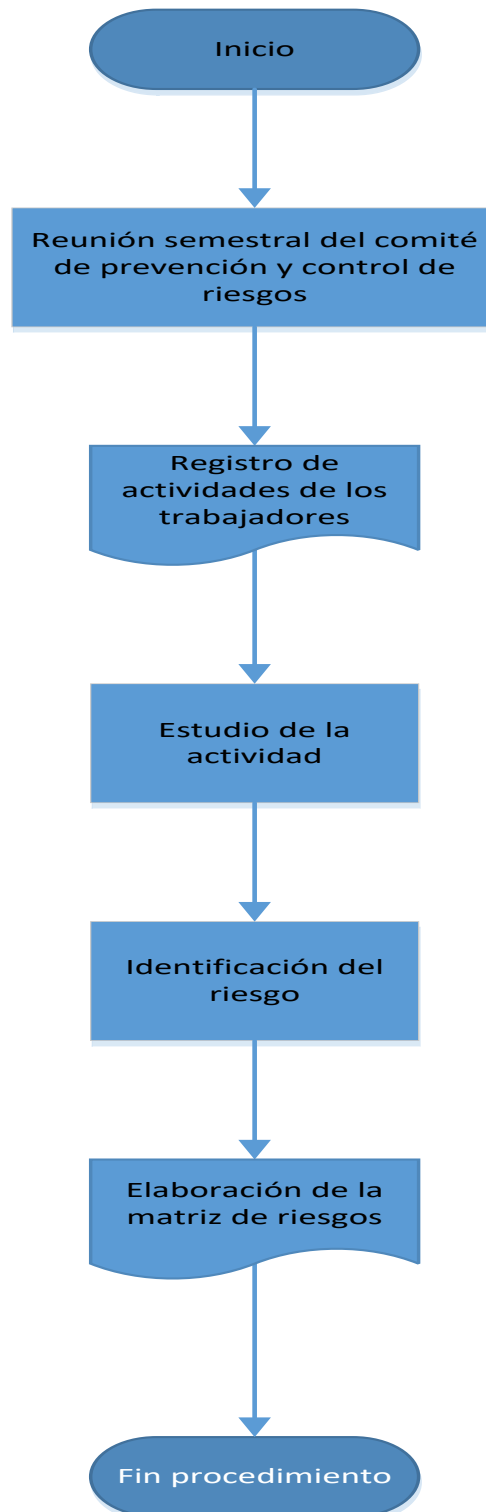 Inicio
Reunión semestral del comité
de prevención y control de
riesgos
Registro de
actividades de los
trabajadores
Estudio de la
actividad
Identificación del
riesgo
Elaboración de la
matriz de riesgos
Fin procedimiento